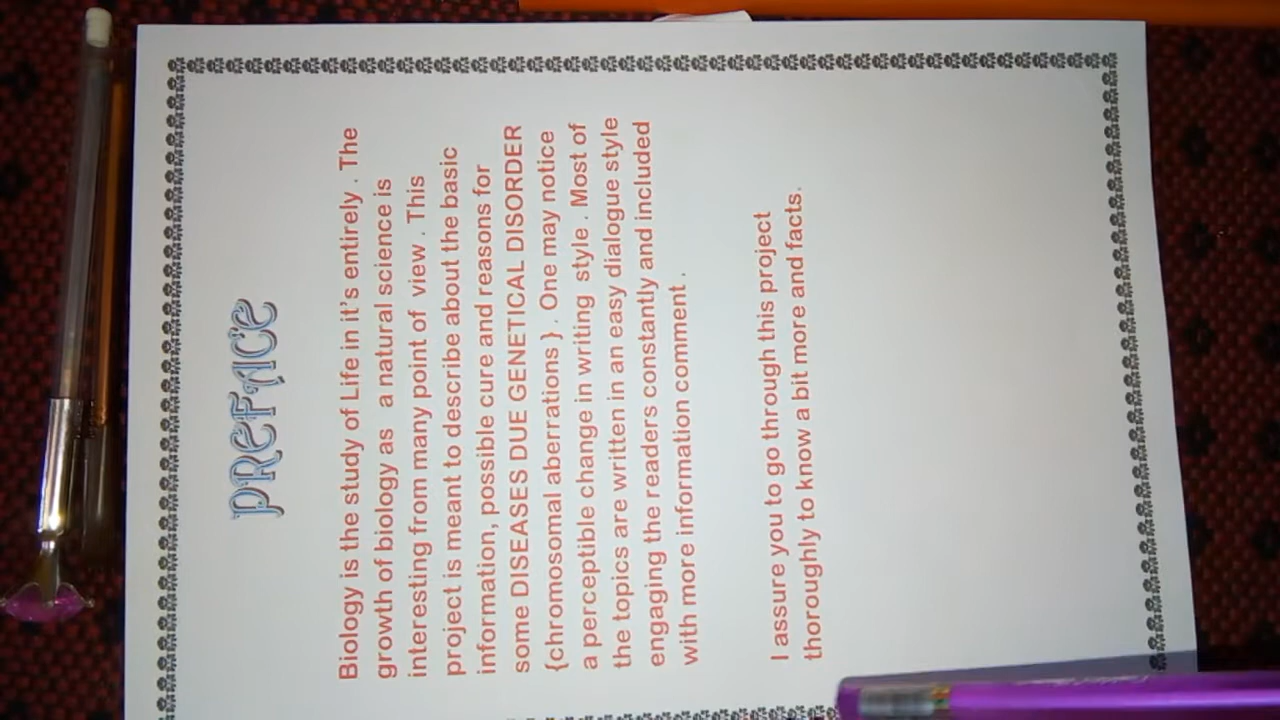 PREFACE
Biology is the study of Life in it's entirely . The
growth of biology as a natural science is
interesting from many point of view . This
project is meant to describe about the basic
information, possible cure and reasons for
some DISEASES DUE GENETICAL DISORDER
{chromosomal aberrations } . One may notice
a perceptible change in writing style . Most of
the topics are written in an easy dialogue style
engaging the readers constantly and included
with more information comment .
I assure you to go through this project
thoroughly to know a bit more and facts.